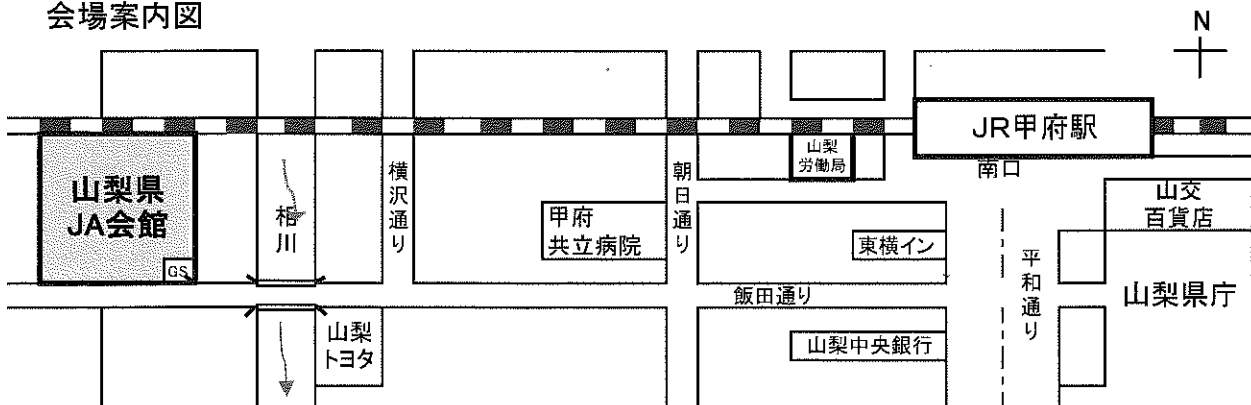 会場案内図
N
JR甲府駅
南口
山梨
労働局
山交
百貨店
山梨県
JA会館
GS
相川
横沢通り
甲府
共立病院
朝日通り
東横イン
平和通り
飯田通り
山梨県庁
山梨
トヨタ
山梨中央銀行